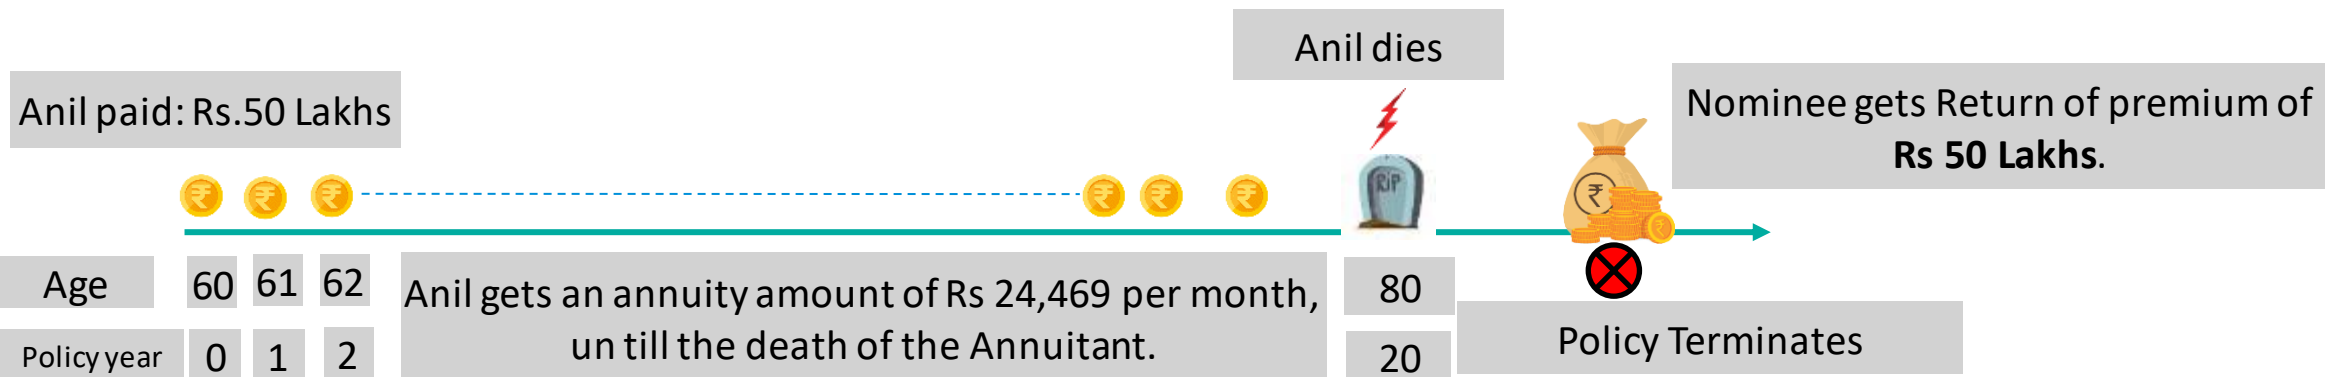 Anil dies
Anil paid: Rs.50 Lakhs
Nominee gets Return of premium of
Rs 50 Lakhs.
RIP
Age 60 61 62
Anil gets an annuity amount of Rs 24,469 per month,
un till the death of the Annuitant.
80
Policy year 0 1 2
20
Policy Terminates